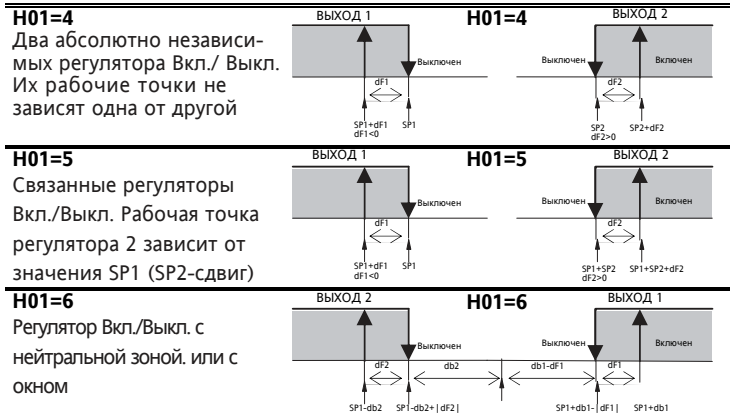 H01=4
Два абсолютно независи-
мых регулятора Вкл./ Выкл.
Их рабочие точки не
зависят одна от другой
ВЫХОД 1
Выключен
dF1
SP1+dF1
dF1<0
SP1
H01=4
ВЫХОД 2
Выключен
Включен
dF2
SP2
dF2>0
SP2+dF2
H01=5
Связанные регуляторы
Вкл./Выкл. Рабочая точка
регулятора 2 зависит от
значения SP1 (SP2-сдвиг)
ВЫХОД 1
Выключен
dF1
SP1+dF1
dF1<0
SP1
H01=5
ВЫХОД 2
Выключен
Включен
dF2
SP1+SP2
dF2>0
SP1+SP2+dF2
H01=6
Регулятор Вкл./Выкл. с
нейтральной зоной. или с
окном
ВЫХОД 2
Выключен
dF2
db2
SP1-db2
SP1-db2+|dF2|
H01=6
ВЫХОД 1
Выключен
Включен
db1-dF1
dF1
SP1+db1-|dF1|
SP1+db1